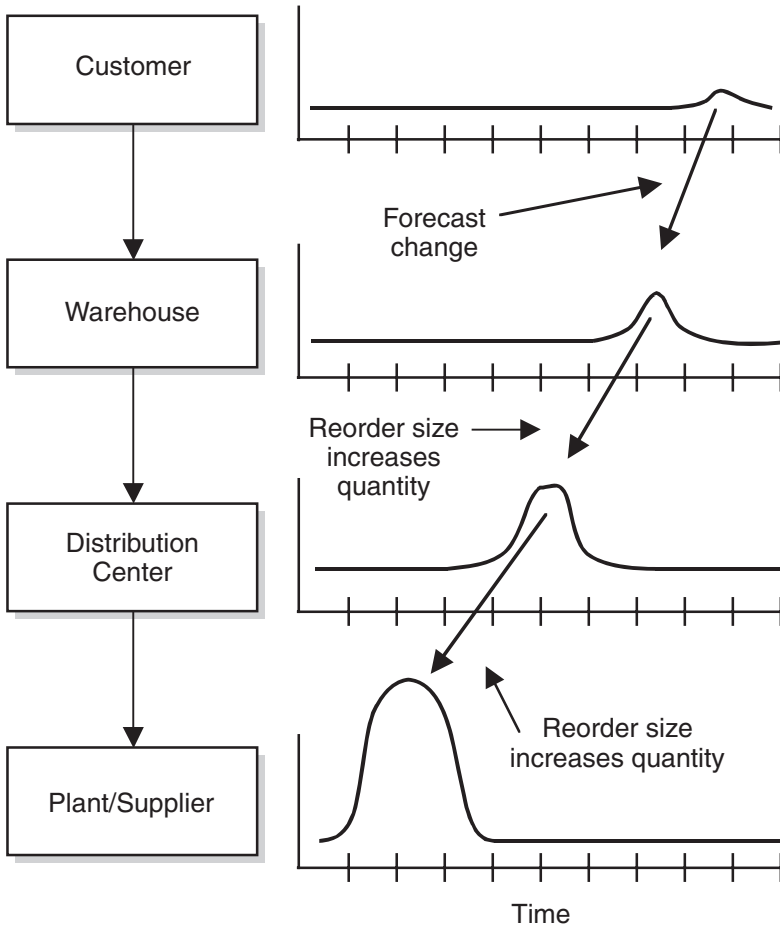 Customer
Forecast
change
Warehouse
Reorder size
increases
quantity
Distribution
Center
Reorder size
increases quantity
Plant/Supplier
Time